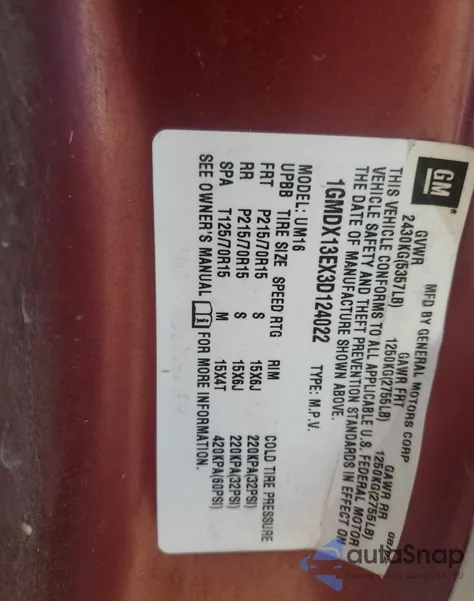 GM
MFD BY GENERAL MOTORS CORP
GVWR GAWR FRT GAWR RR
2430KG(5357LB) 1250KG(2755LB) 1250KG(2755LB)
THIS VEHICLE CONFORMS TO ALL APPLICABLE U.S. FEDERAL MOTOR
VEHICLE SAFETY AND THEFT PREVENTION STANDARDS IN EFFECT ON
THE DATE OF MANUFACTURE SHOWN ABOVE.
1GMDX13EX3D124022 TYPE: M.P.V.
MODEL: UM16
UPBB TIRE SIZE SPEED RTG RIM COLD TIRE PRESSURE
FRT P215/70R15 S 15X6J 220KPA(32PSI)
RR P215/70R15 S 15X6J 220KPA(32PSI)
SPA T125/70R15 M 15X4T 420KPA(60PSI)
SEE OWNER'S MANUAL i FOR MORE INFORMATION.
autoSnap